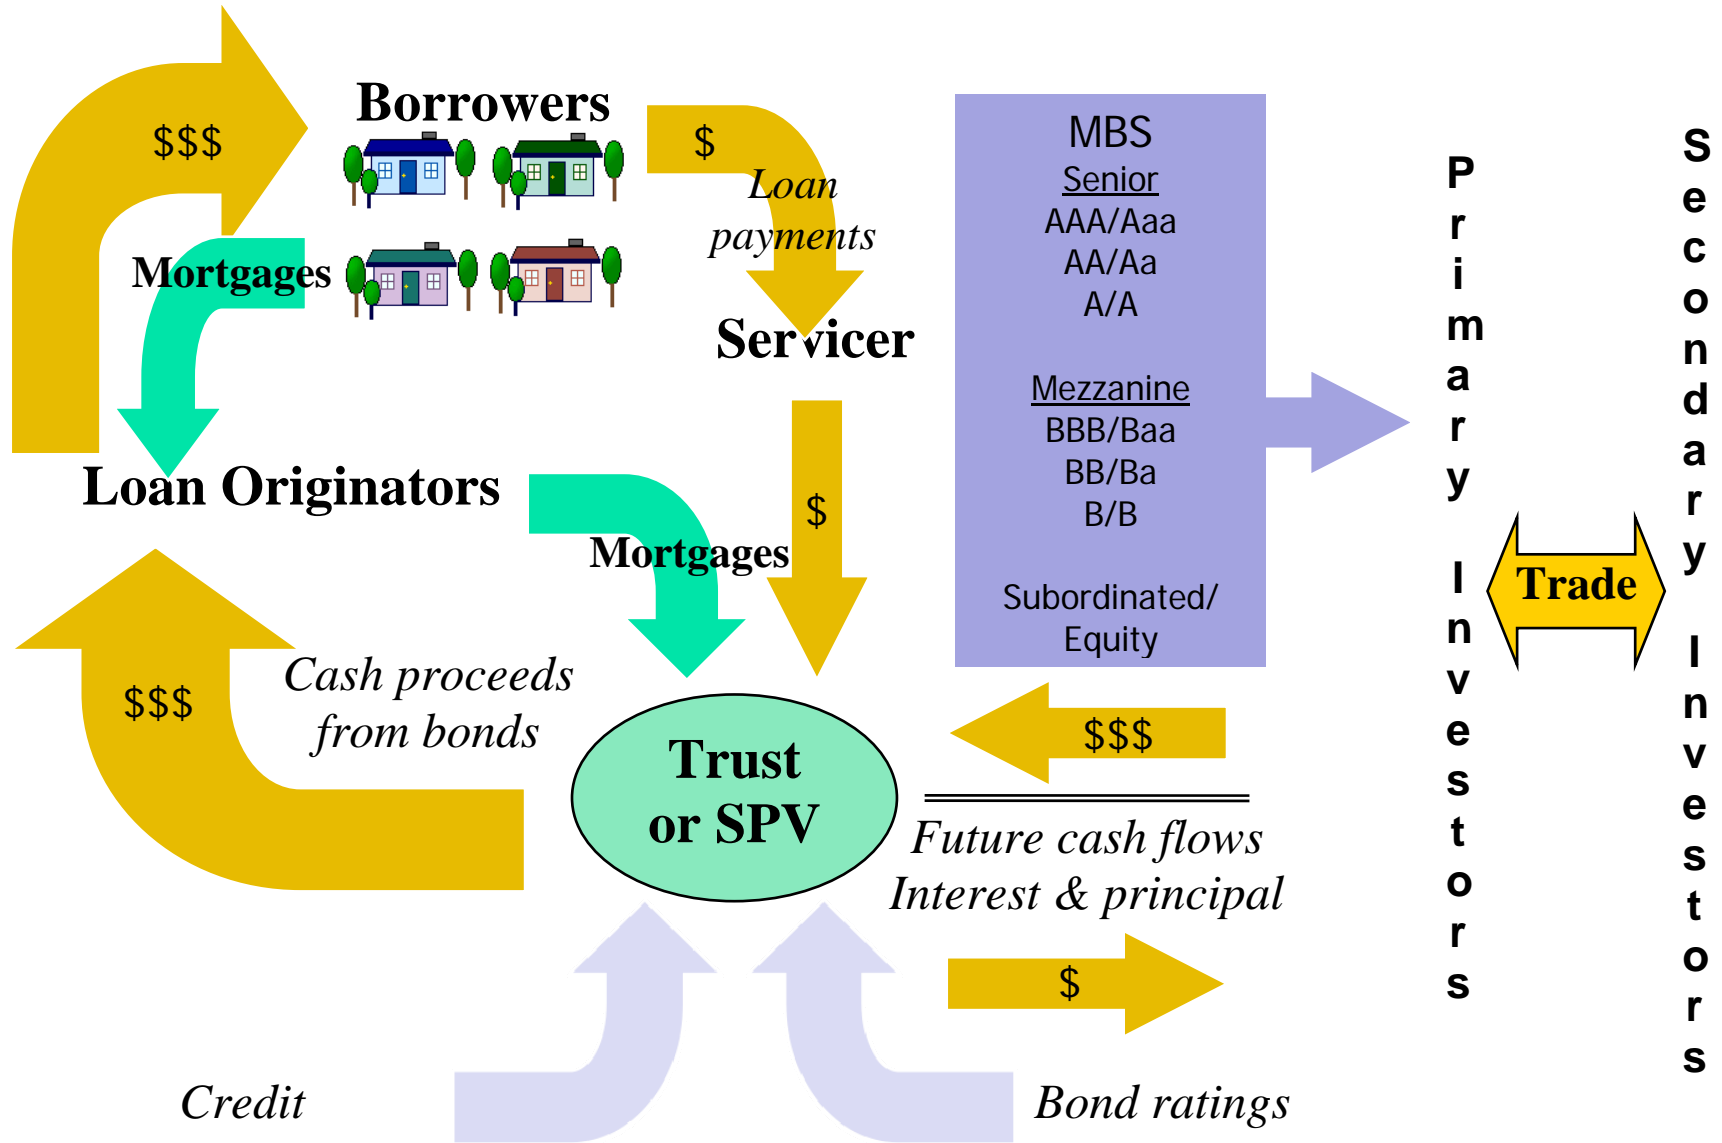 Borrowers
$$$
$
Loan
payments
Mortgages
Servicer
Loan Originators
Mortgages
$
$$$
Cash proceeds
from bonds
Trust
or SPV
MBS
Senior
AAA/Aaa
AA/Aa
A/A
Mezzanine
BBB/Baa
BB/Ba
B/B
Subordinated/
Equity
$$$
Future cash flows
Interest & principal
$
Credit
Bond ratings
Primary Investors
Trade
Secondary Investors